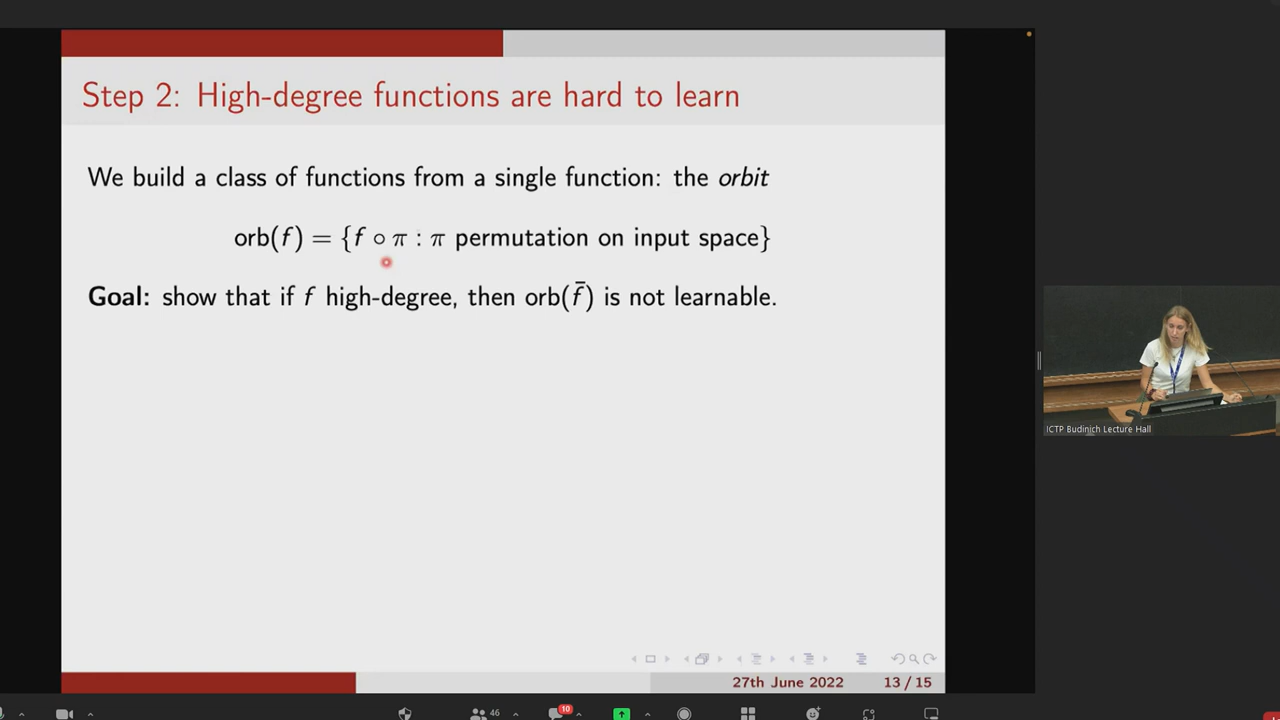 Step 2: High-degree functions are hard to learn
We build a class of functions from a single function: the orbit
orb(f) = {f ∘ π : π permutation on input space}
Goal: show that if f high-degree, then orb(f̄) is not learnable.
27th June 2022 13 / 15
ICTP Budinich Lecture Hall
46
10